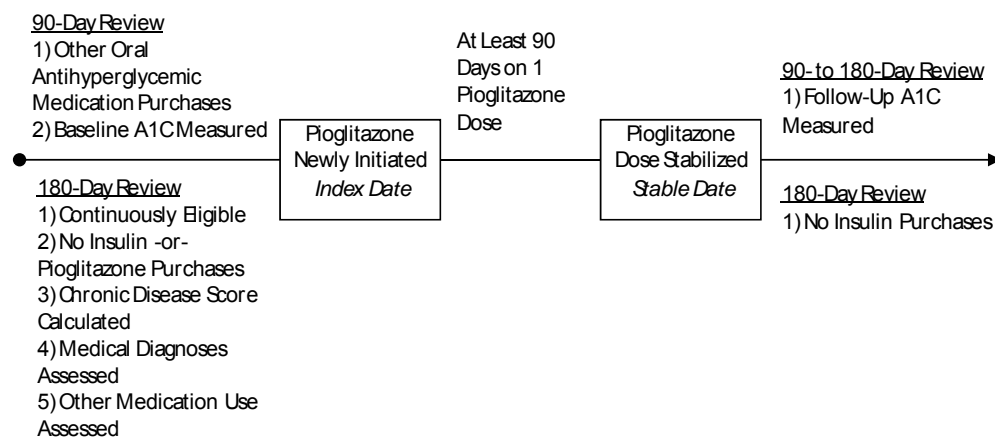 90-Day Review
1) Other Oral
Antihyperglycemic
Medication Purchases
2) Baseline A1C Measured
180-Day Review
1) Continuously Eligible
2) No Insulin -or-
Pioglitazone Purchases
3) Chronic Disease Score
Calculated
4) Medical Diagnoses
Assessed
5) Other Medication Use
Assessed
Pioglitazone
Newly Initiated
Index Date
At Least 90
Days on 1
Pioglitazone
Dose
Pioglitazone
Dose Stabilized
Stable Date
90- to 180-Day Review
1) Follow-Up A1C
Measured
180-Day Review
1) No Insulin Purchases